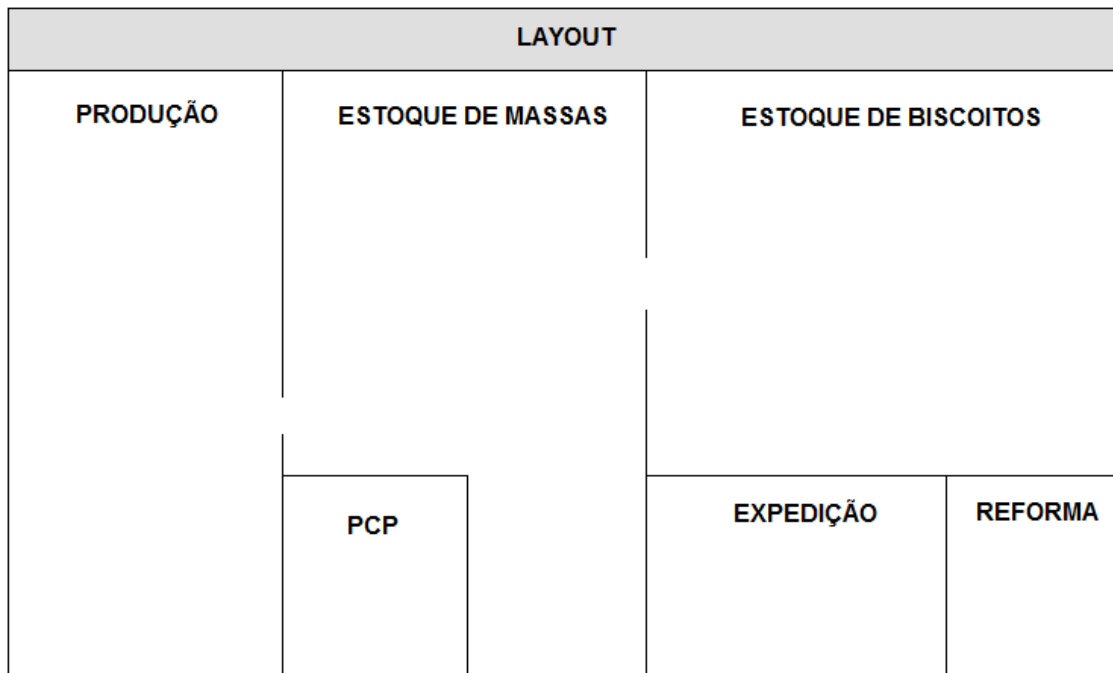 LAYOUT
PRODUÇÃO
ESTOQUE DE MASSAS
ESTOQUE DE BISCOITOS
PCP
EXPEDIÇÃO
REFORMA